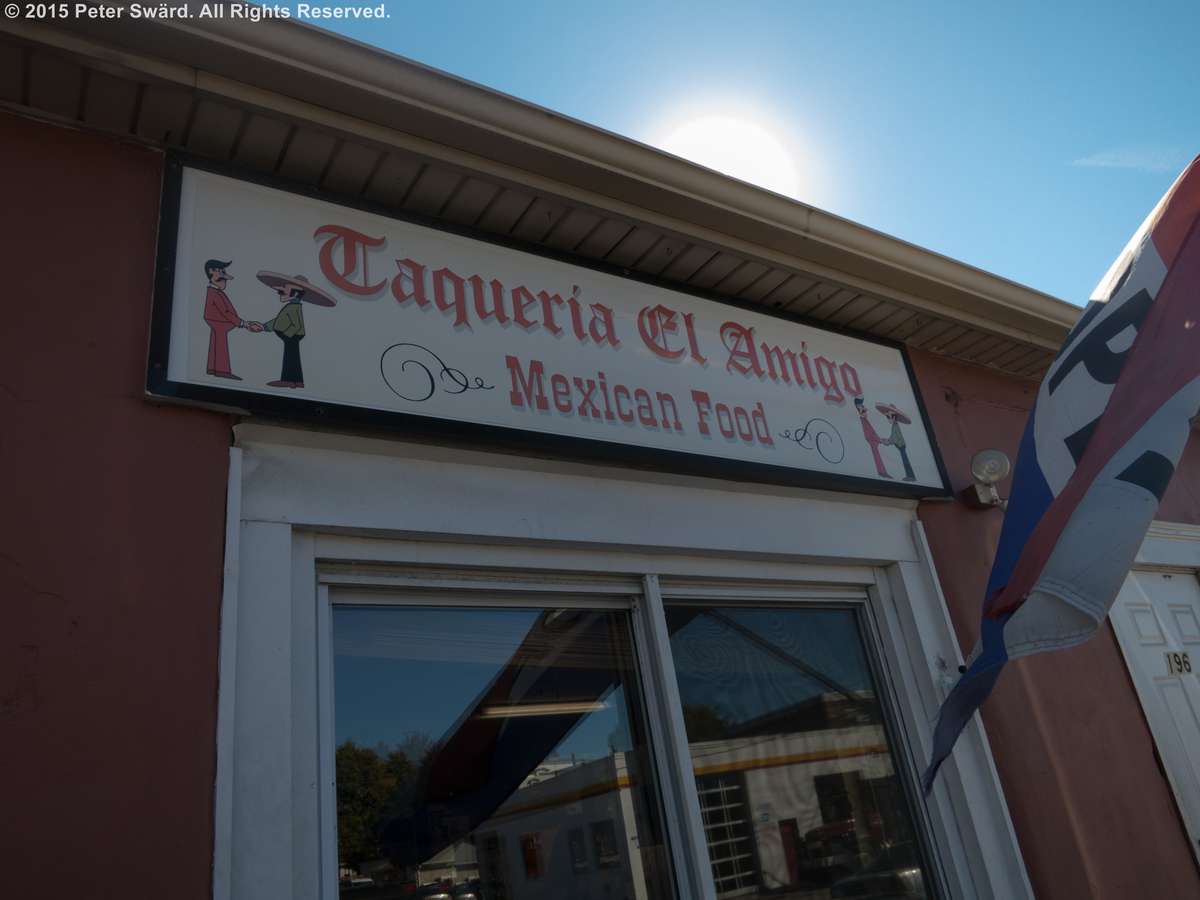 © 2015 Peter Swärd. All Rights Reserved.
Taqueria El Amigo
Mexican Food
196